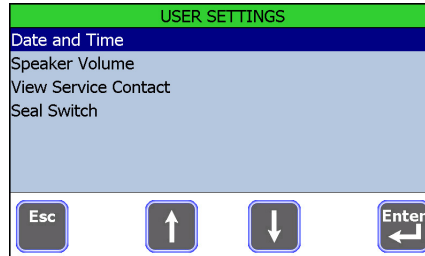 USER SETTINGS
Date and Time
Speaker Volume
View Service Contact
Seal Switch
Esc
Enter